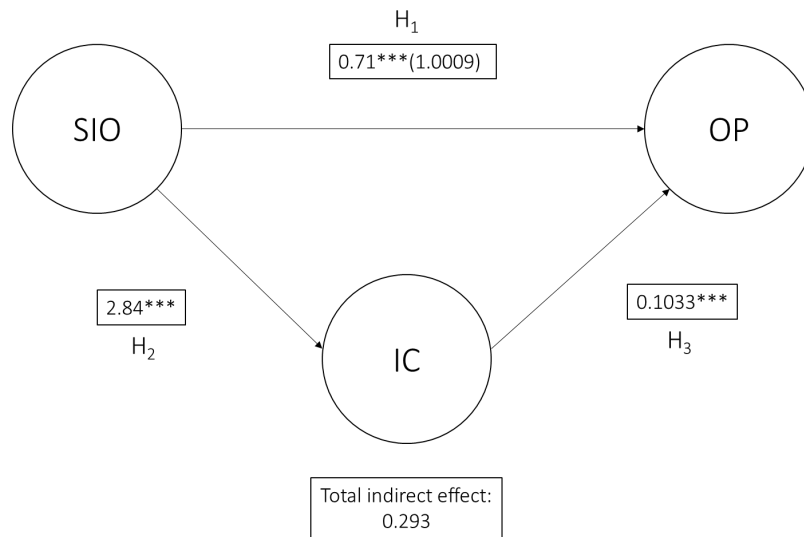 H₁
0.71***(1.0009)
SIO
OP
2.84***
0.1033***
H₂
H₃
IC
Total indirect effect:
0.293